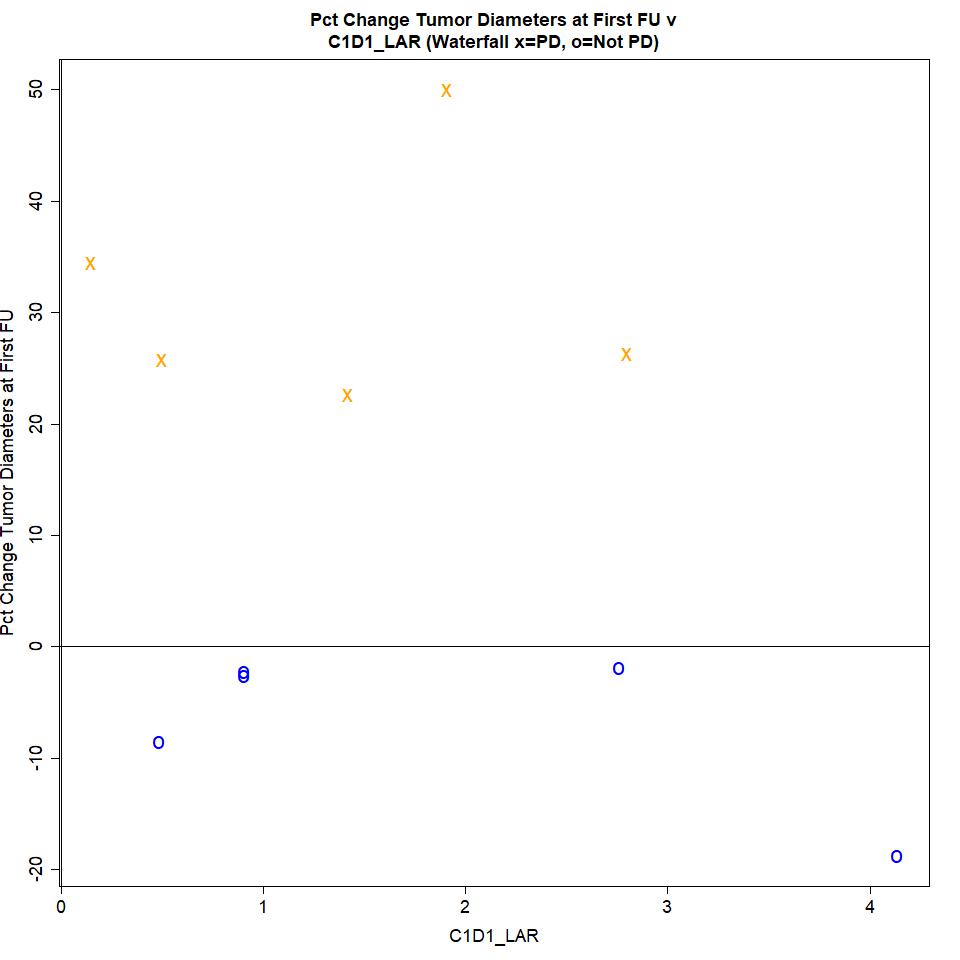 Pct Change Tumor Diameters at First FU v
C1D1_LAR (Waterfall x=PD, o=Not PD)
Pct Change Tumor Diameters at First FU
50
40
30
20
10
0
-10
-20
x
x
x
x
x
o
o
o
o
o
0 1 2 3 4
C1D1_LAR